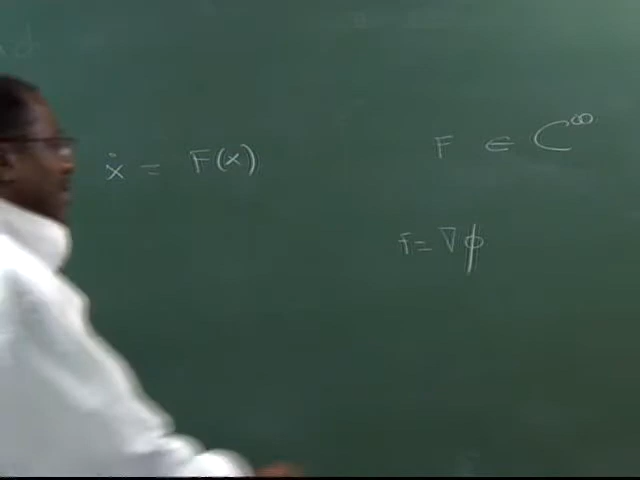 ẋ = F(x)
F ∈ C^∞
F = ∇ϕ